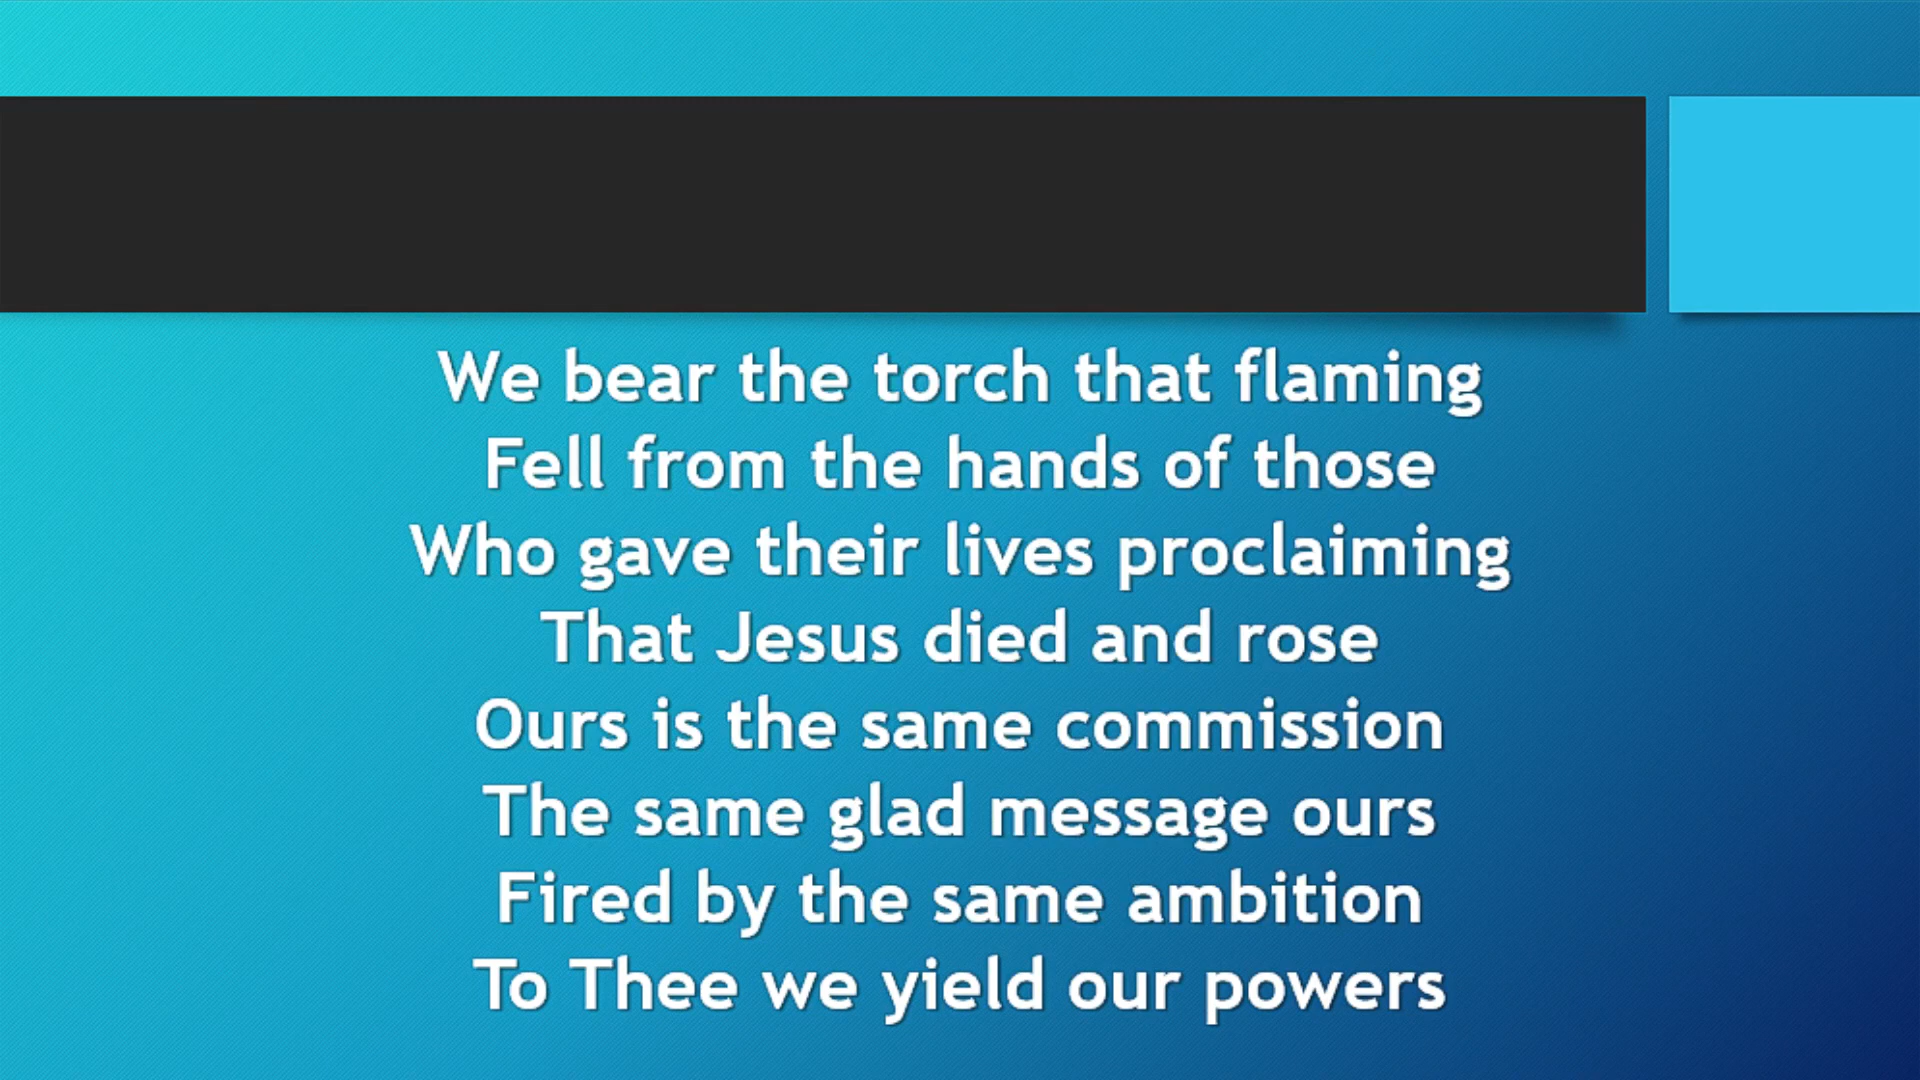 We bear the torch that flaming
Fell from the hands of those
Who gave their lives proclaiming
That Jesus died and rose
Ours is the same commission
The same glad message ours
Fired by the same ambition
To Thee we yield our powers